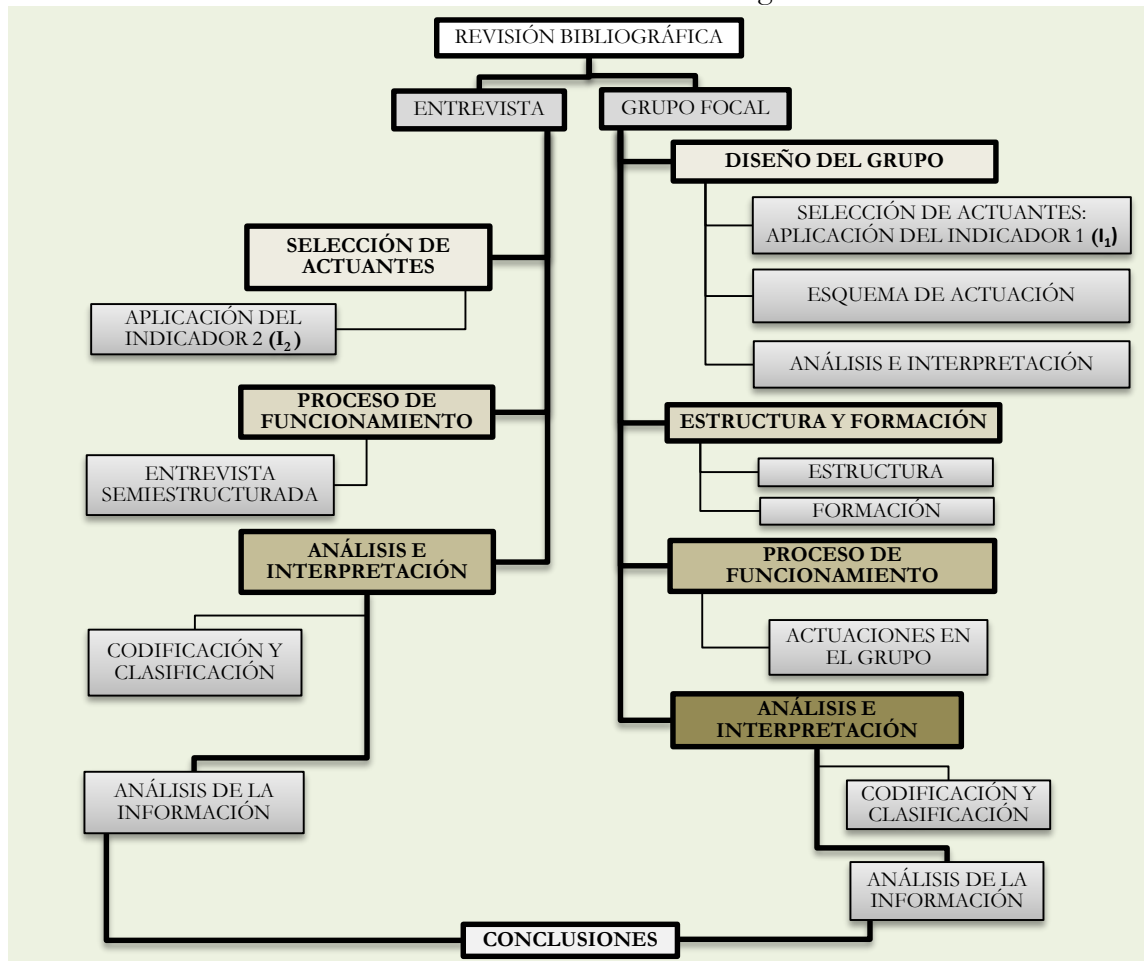 REVISIÓN BIBLIOGRÁFICA
ENTREVISTA
GRUPO FOCAL
DISEÑO DEL GRUPO
SELECCIÓN DE ACTUANTES:
APLICACIÓN DEL INDICADOR 1 (I₁)
ESQUEMA DE ACTUACIÓN
ANÁLISIS E INTERPRETACIÓN
SELECCIÓN DE
ACTUANTES
APLICACIÓN DEL
INDICADOR 2 (I₂)
PROCESO DE
FUNCIONAMIENTO
ENTREVISTA
SEMIESTRUCTURADA
ESTRUCTURA Y FORMACIÓN
ESTRUCTURA
FORMACIÓN
ANÁLISIS E
INTERPRETACIÓN
CODIFICACIÓN Y
CLASIFICACIÓN
PROCESO DE
FUNCIONAMIENTO
ACTUACIONES EN
EL GRUPO
ANÁLISIS E
INTERPRETACIÓN
ANÁLISIS DE LA
INFORMACIÓN
CODIFICACIÓN Y
CLASIFICACIÓN
ANÁLISIS DE LA
INFORMACIÓN
CONCLUSIONES